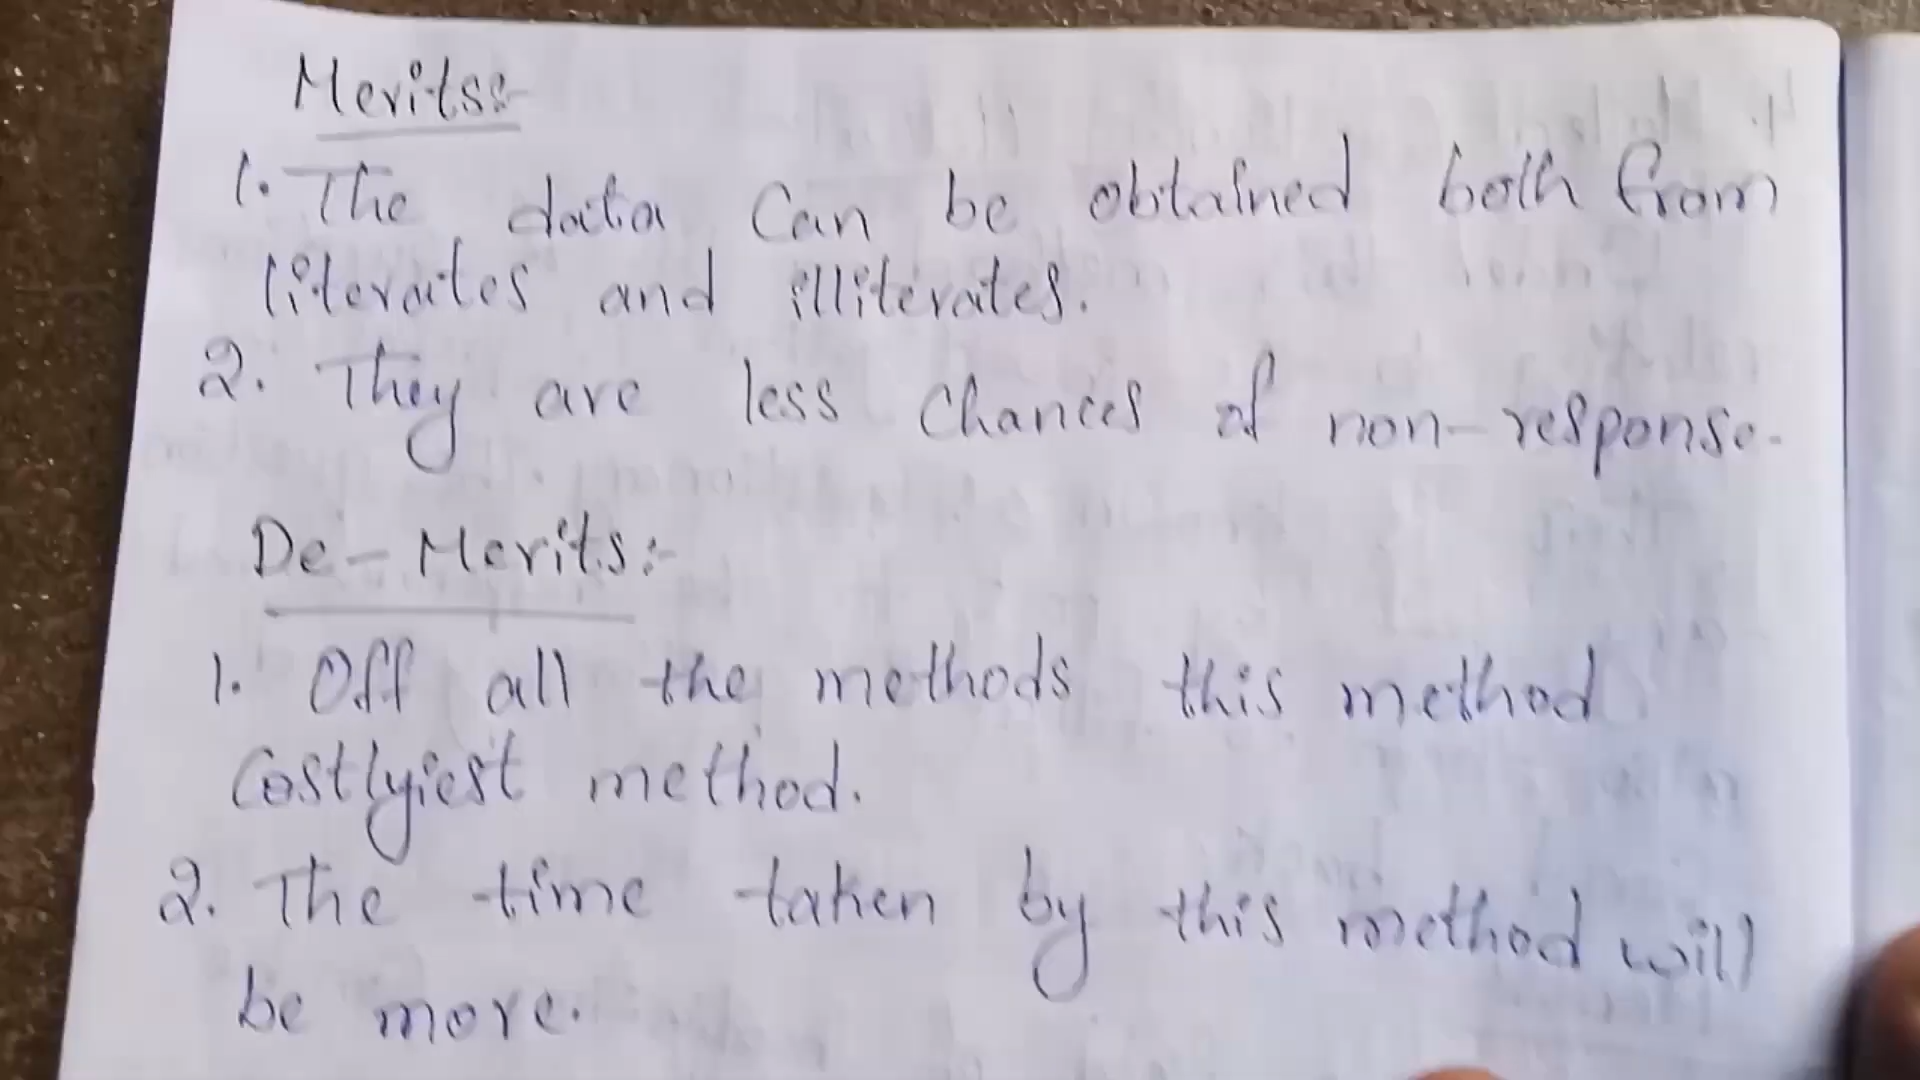 Merits:-
1. The data can be obtained both from
literates and illiterates.
2. They are less chances of non-response.
De-Merits:-
1. Off all the methods this method
Costlyiest method.
2. The time taken by this method will
be more.